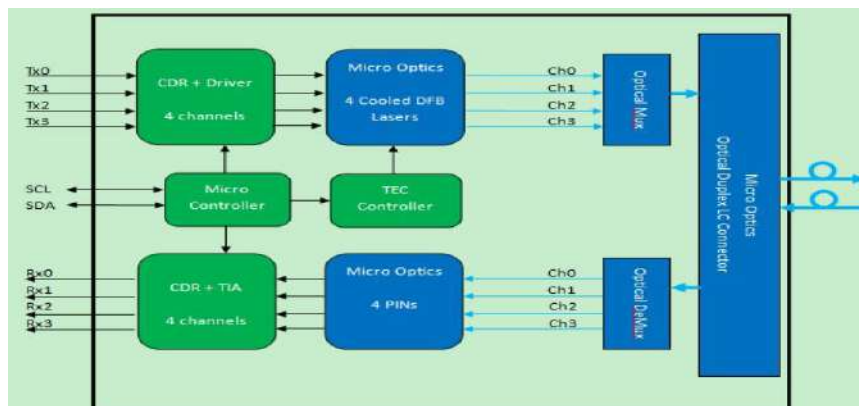 Tx0
Tx1
Tx2
Tx3
CDR + Driver
4 channels
Micro Optics
4 Cooled DFB
Lasers
Ch0
Ch1
Ch2
Ch3
Optical Mux
SCL
SDA
Micro
Controller
TEC
Controller
Micro Optics
Optical Duplex LC Connector
Rx0
Rx1
Rx2
Rx3
CDR + TIA
4 channels
Micro Optics
4 PINs
Ch0
Ch1
Ch2
Ch3
Optical DeMux